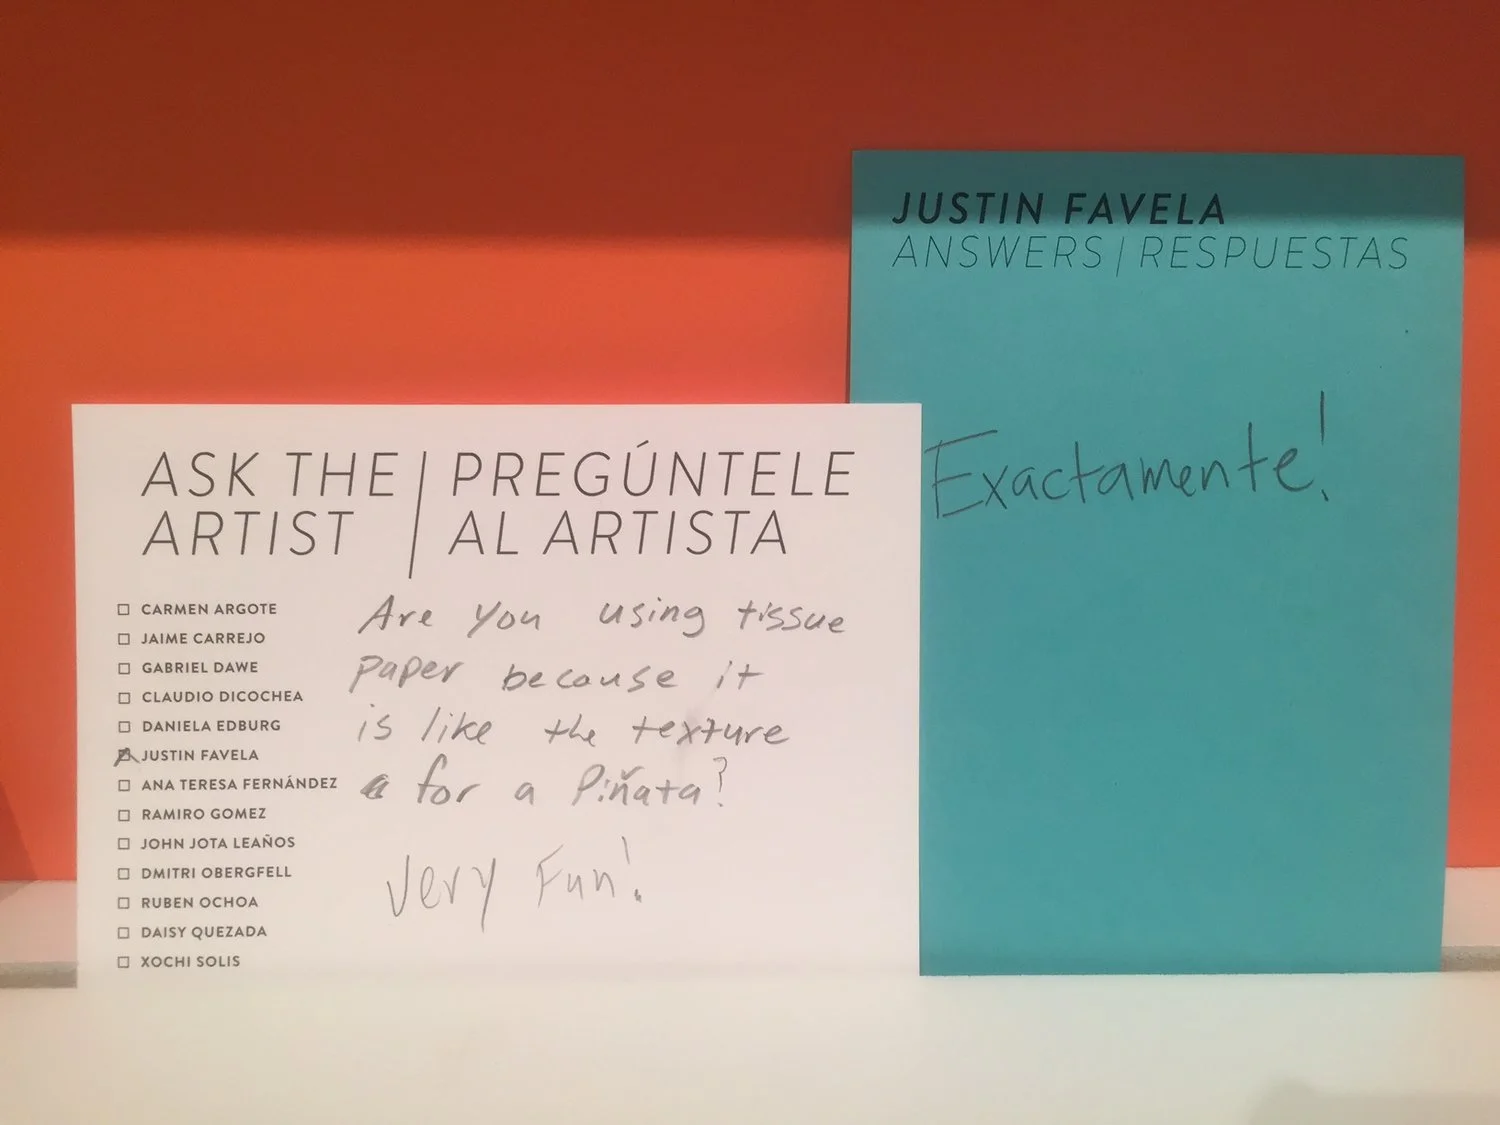 ASK THE ARTIST | PREGÚNTELE AL ARTISTA
☐ CARMEN ARGOTE
☐ JAIME CARREJO
☐ GABRIEL DAWE
☐ CLAUDIO DICOCHEA
☐ DANIELA EDBURG
☒ JUSTIN FAVELA
☐ ANA TERESA FERNÁNDEZ
☐ RAMIRO GOMEZ
☐ JOHN JOTA LEAÑOS
☐ DMITRI OBERGFELL
☐ RUBEN OCHOA
☐ DAISY QUEZADA
☐ XOCHI SOLIS
Are you using tissue
paper because it
is like the texture
for a Piñata?
Very Fun!
JUSTIN FAVELA
ANSWERS | RESPUESTAS
Exactamente!